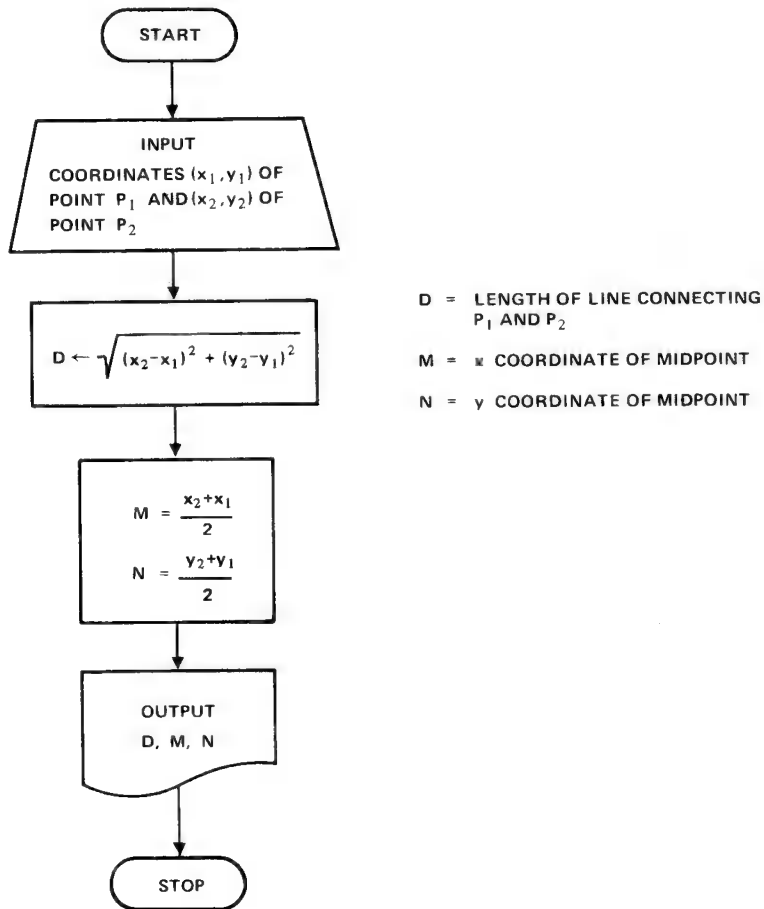 START
INPUT
COORDINATES (x₁,y₁) OF
POINT P₁ AND (x₂,y₂) OF
POINT P₂
D ← √((x₂-x₁)² + (y₂-y₁)²)
M = (x₂+x₁)/2
N = (y₂+y₁)/2
OUTPUT
D, M, N
STOP
D = LENGTH OF LINE CONNECTING
P₁ AND P₂
M = x COORDINATE OF MIDPOINT
N = y COORDINATE OF MIDPOINT